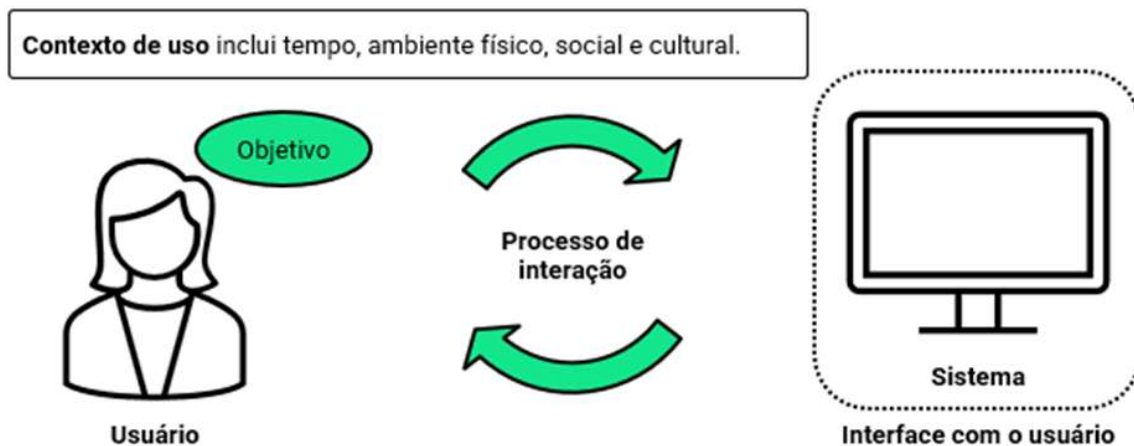 Contexto de uso inclui tempo, ambiente físico, social e cultural.
Objetivo
Processo de
interação
Sistema
Usuário
Interface com o usuário